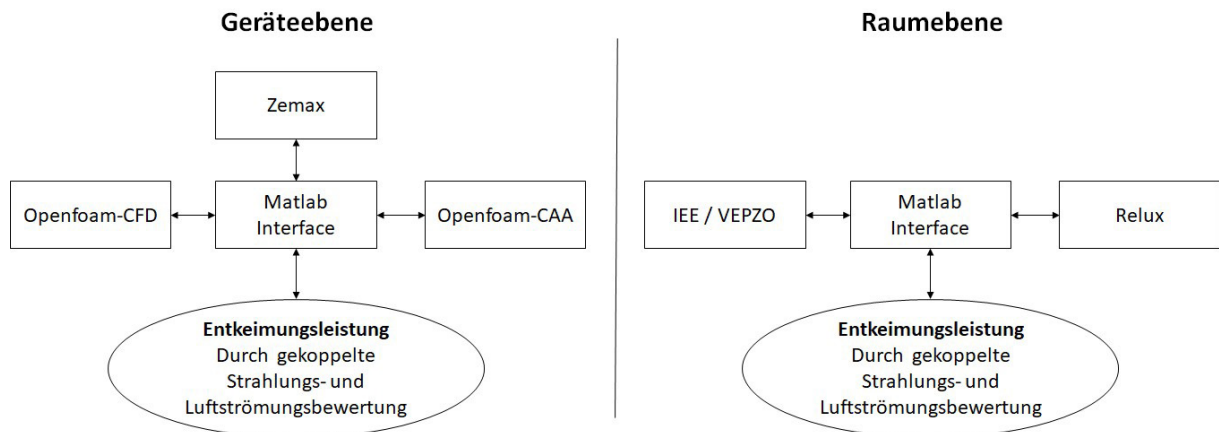 Geräteebene
Zemax
Openfoam-CFD
Matlab
Interface
Openfoam-CAA
Entkeimungsleistung
Durch gekoppelte
Strahlungs- und
Luftströmungsbewertung
Raumebene
IEE / VEPZO
Matlab
Interface
Relux
Entkeimungsleistung
Durch gekoppelte
Strahlungs- und
Luftströmungsbewertung